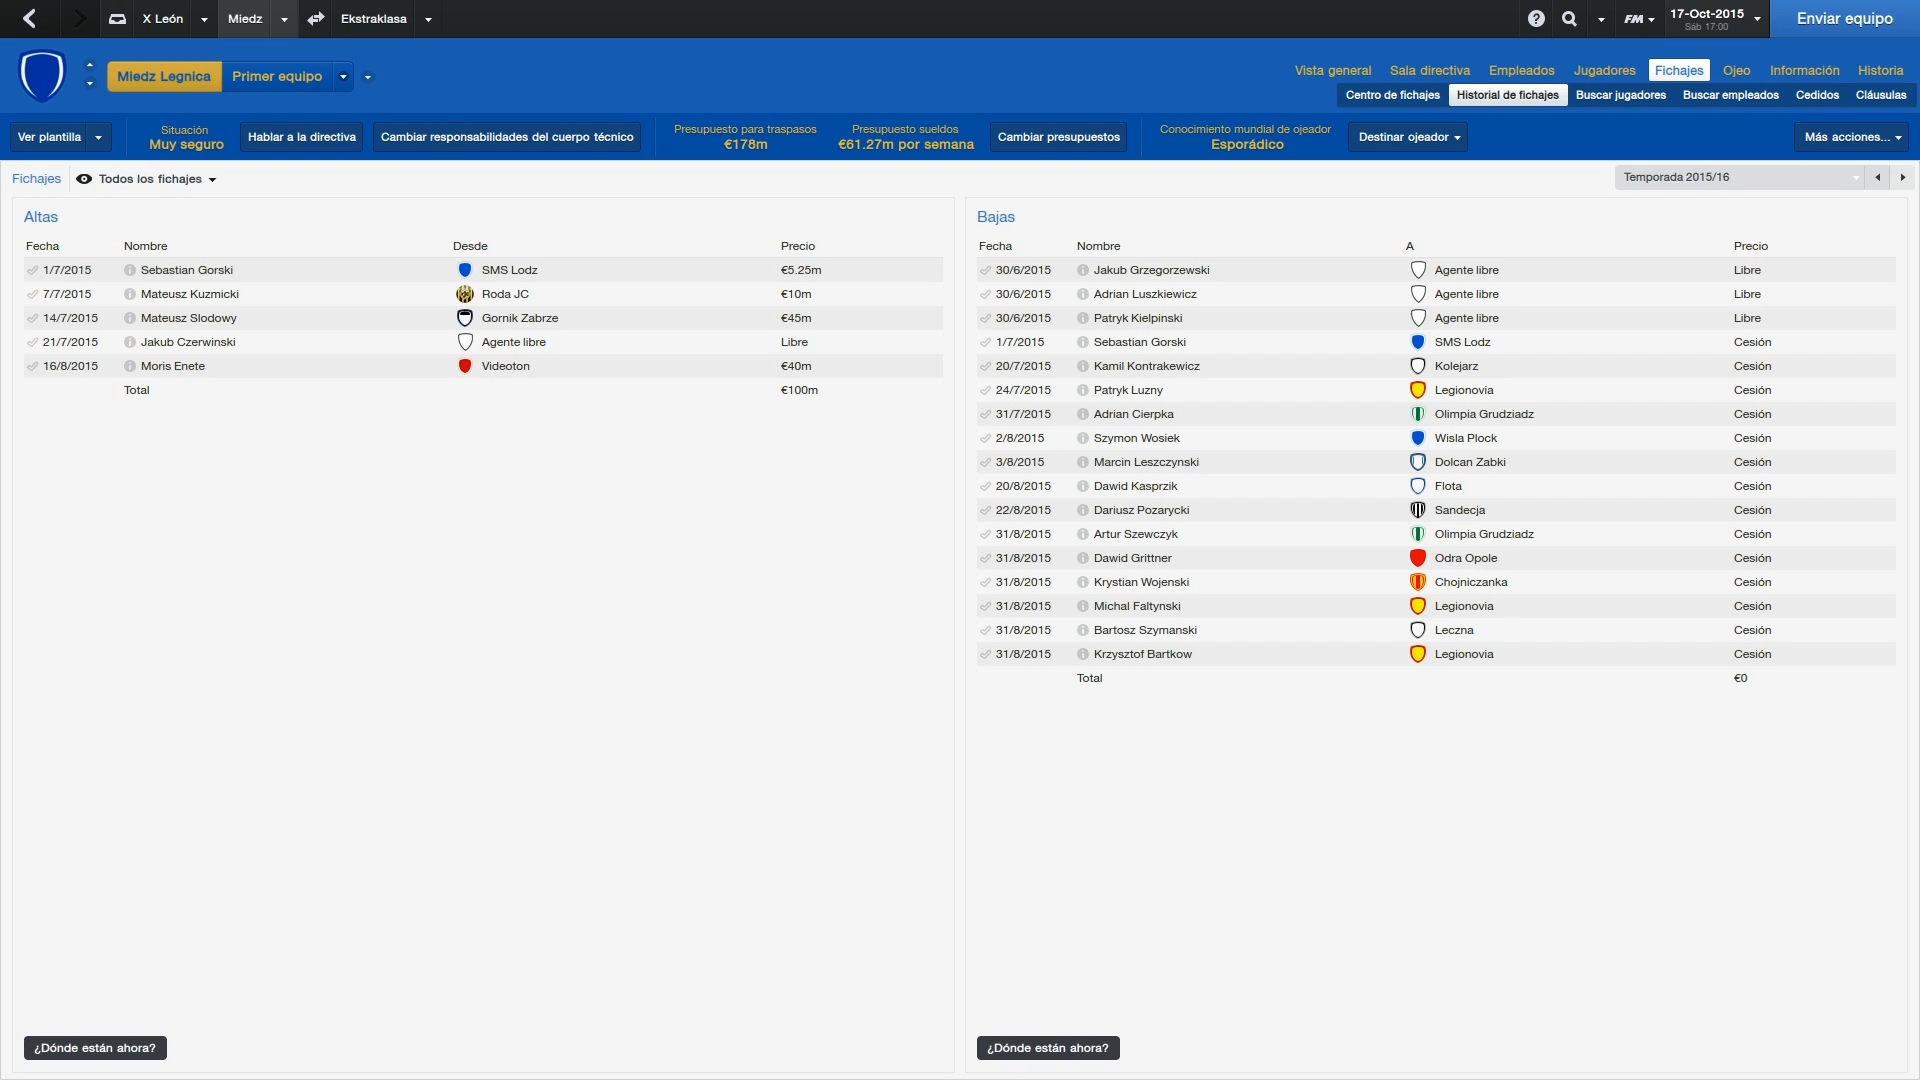 X León
Miedz
Ekstraklasa
FM
17-Oct-2015
Sáb 17:00
Enviar equipo
Miedz Legnica
Primer equipo
Vista general
Sala directiva
Empleados
Jugadores
Fichajes
Ojeo
Información
Historia
Centro de fichajes
Historial de fichajes
Buscar jugadores
Buscar empleados
Cedidos
Cláusulas
Ver plantilla
Situación
Muy seguro
Hablar a la directiva
Cambiar responsabilidades del cuerpo técnico
Presupuesto para traspasos
€178m
Presupuesto sueldos
€61.27m por semana
Cambiar presupuestos
Conocimiento mundial de ojeador
Esporádico
Destinar ojeador
Más acciones...
Fichajes
Todos los fichajes
Temporada 2015/16
Altas
Fecha Nombre Desde Precio
1/7/2015 Sebastian Gorski SMS Lodz €5.25m
7/7/2015 Mateusz Kuzmicki Roda JC €10m
14/7/2015 Mateusz Slodowy Gornik Zabrze €45m
21/7/2015 Jakub Czerwinski Agente libre Libre
16/8/2015 Moris Enete Videoton €40m
Total €100m
¿Dónde están ahora?
Bajas
Fecha Nombre A Precio
30/6/2015 Jakub Grzegorzewski Agente libre Libre
30/6/2015 Adrian Luszkiewicz Agente libre Libre
30/6/2015 Patryk Kielpinski Agente libre Libre
1/7/2015 Sebastian Gorski SMS Lodz Cesión
20/7/2015 Kamil Kontrakewicz Kolejarz Cesión
24/7/2015 Patryk Luzny Legionovia Cesión
31/7/2015 Adrian Cierpka Olimpia Grudziadz Cesión
2/8/2015 Szymon Wosiek Wisla Plock Cesión
3/8/2015 Marcin Leszczynski Dolcan Zabki Cesión
20/8/2015 Dawid Kasprzik Flota Cesión
22/8/2015 Dariusz Pozarycki Sandecja Cesión
31/8/2015 Artur Szewczyk Olimpia Grudziadz Cesión
31/8/2015 Dawid Grittner Odra Opole Cesión
31/8/2015 Krystian Wojenski Chojniczanka Cesión
31/8/2015 Michal Faltynski Legionovia Cesión
31/8/2015 Bartosz Szymanski Leczna Cesión
31/8/2015 Krzysztof Bartkow Legionovia Cesión
Total €0
¿Dónde están ahora?